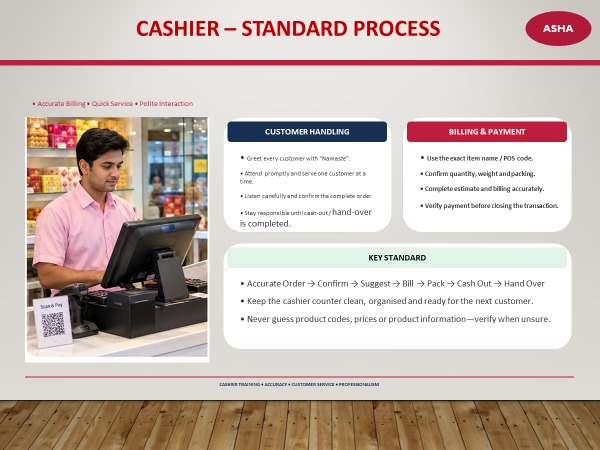 CASHIER – STANDARD PROCESS
ASHA
• Accurate Billing • Quick Service • Polite Interaction
CUSTOMER HANDLING
• Greet every customer with "Namaste".
• Attend promptly and serve one customer at a
time.
• Listen carefully and confirm the complete order.
• Stay responsible until cash-out / hand-over
is completed.
BILLING & PAYMENT
• Use the exact item name / POS code.
• Confirm quantity, weight and packing.
• Complete estimate and billing accurately.
• Verify payment before closing the transaction.
Scan & Pay
KEY STANDARD
• Accurate Order → Confirm → Suggest → Bill → Pack → Cash Out → Hand Over
• Keep the cashier counter clean, organised and ready for the next customer.
• Never guess product codes, prices or product information—verify when unsure.
CASHIER TRAINING • ACCURACY • CUSTOMER SERVICE • PROFESSIONALISM